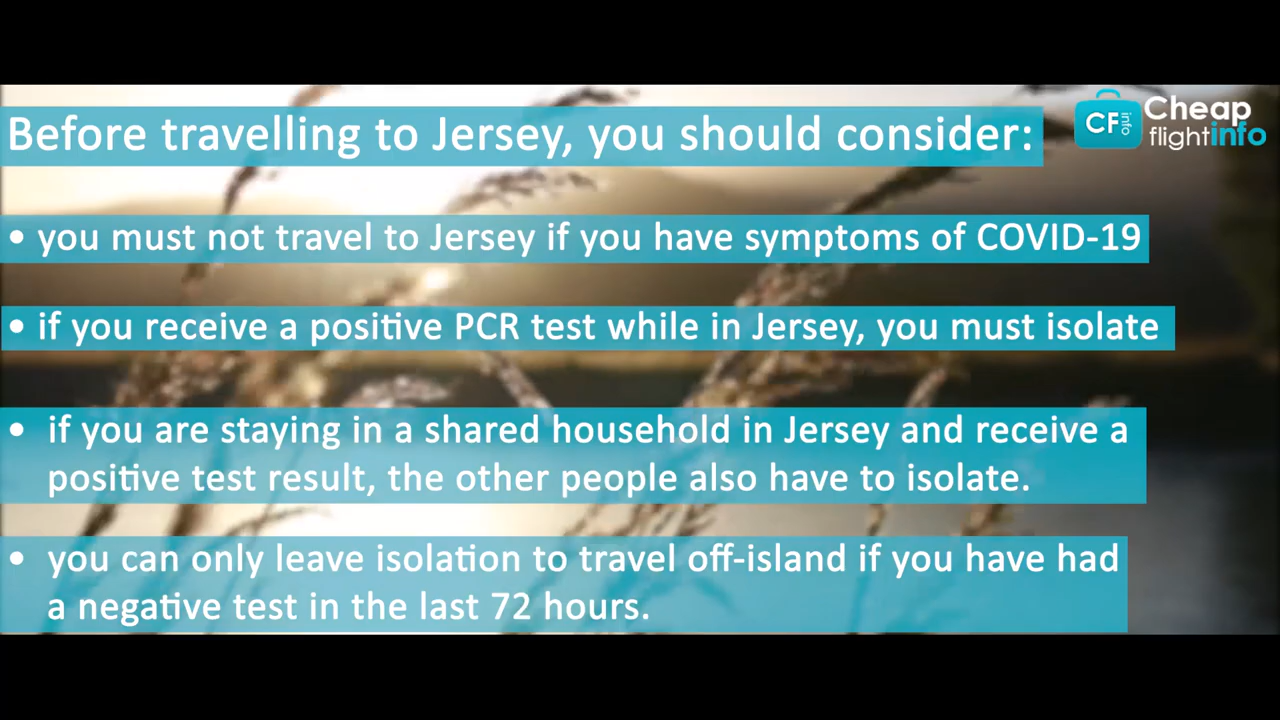 Before travelling to Jersey, you should consider:
CF info
Cheap
flightinfo
• you must not travel to Jersey if you have symptoms of COVID-19
• if you receive a positive PCR test while in Jersey, you must isolate
• if you are staying in a shared household in Jersey and receive a
positive test result, the other people also have to isolate.
• you can only leave isolation to travel off-island if you have had
a negative test in the last 72 hours.